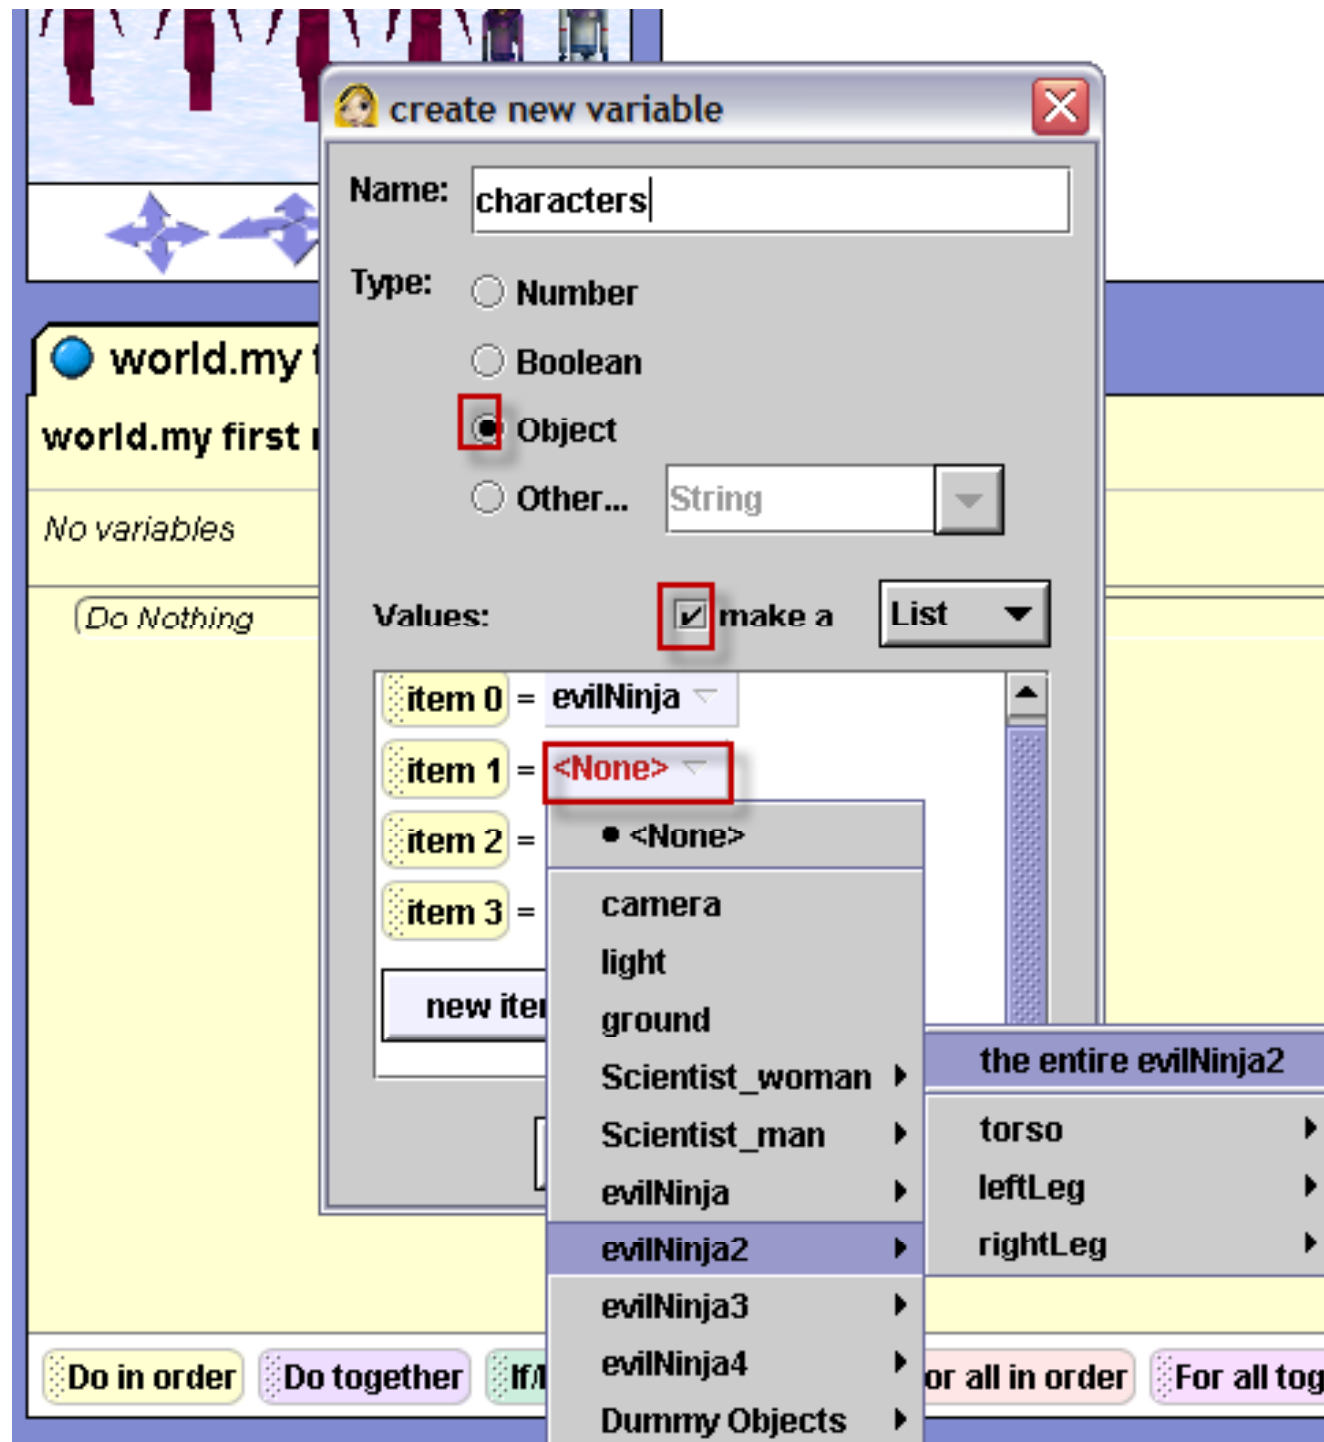 create new variable
Name: characters
Type: Number
Boolean
Object
Other... String
world.my
world.my first
No variables
Do Nothing
Values: make a List
item 0 = evilNinja
item 1 = <None>
item 2 =
item 3 =
new
<None>
camera
light
ground
Scientist_woman
Scientist_man
evilNinja
evilNinja2
evilNinja3
evilNinja4
Dummy Objects
the entire evilNinja2
torso
leftLeg
rightLeg
Do in order Do together If/ or all in order For all tog